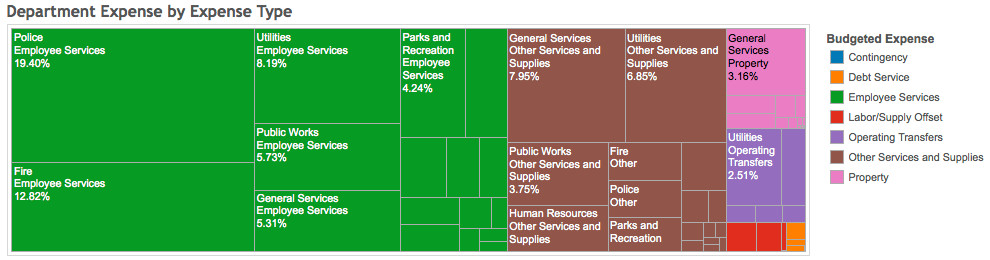 Department Expense by Expense Type
Police
Employee Services
19.40%
Fire
Employee Services
12.82%
Utilities
Employee Services
8.19%
Public Works
Employee Services
5.73%
General Services
Employee Services
5.31%
Parks and
Recreation
Employee
Services
4.24%
General Services
Other Services and
Supplies
7.95%
Utilities
Other Services and
Supplies
6.85%
Public Works
Other Services and
Supplies
3.75%
Human Resources
Other Services and
Supplies
Fire
Other
Police
Other
Parks and
Recreation
General
Services
Property
3.16%
Utilities
Operating
Transfers
2.51%
Budgeted Expense
Contingency
Debt Service
Employee Services
Labor/Supply Offset
Operating Transfers
Other Services and Supplies
Property